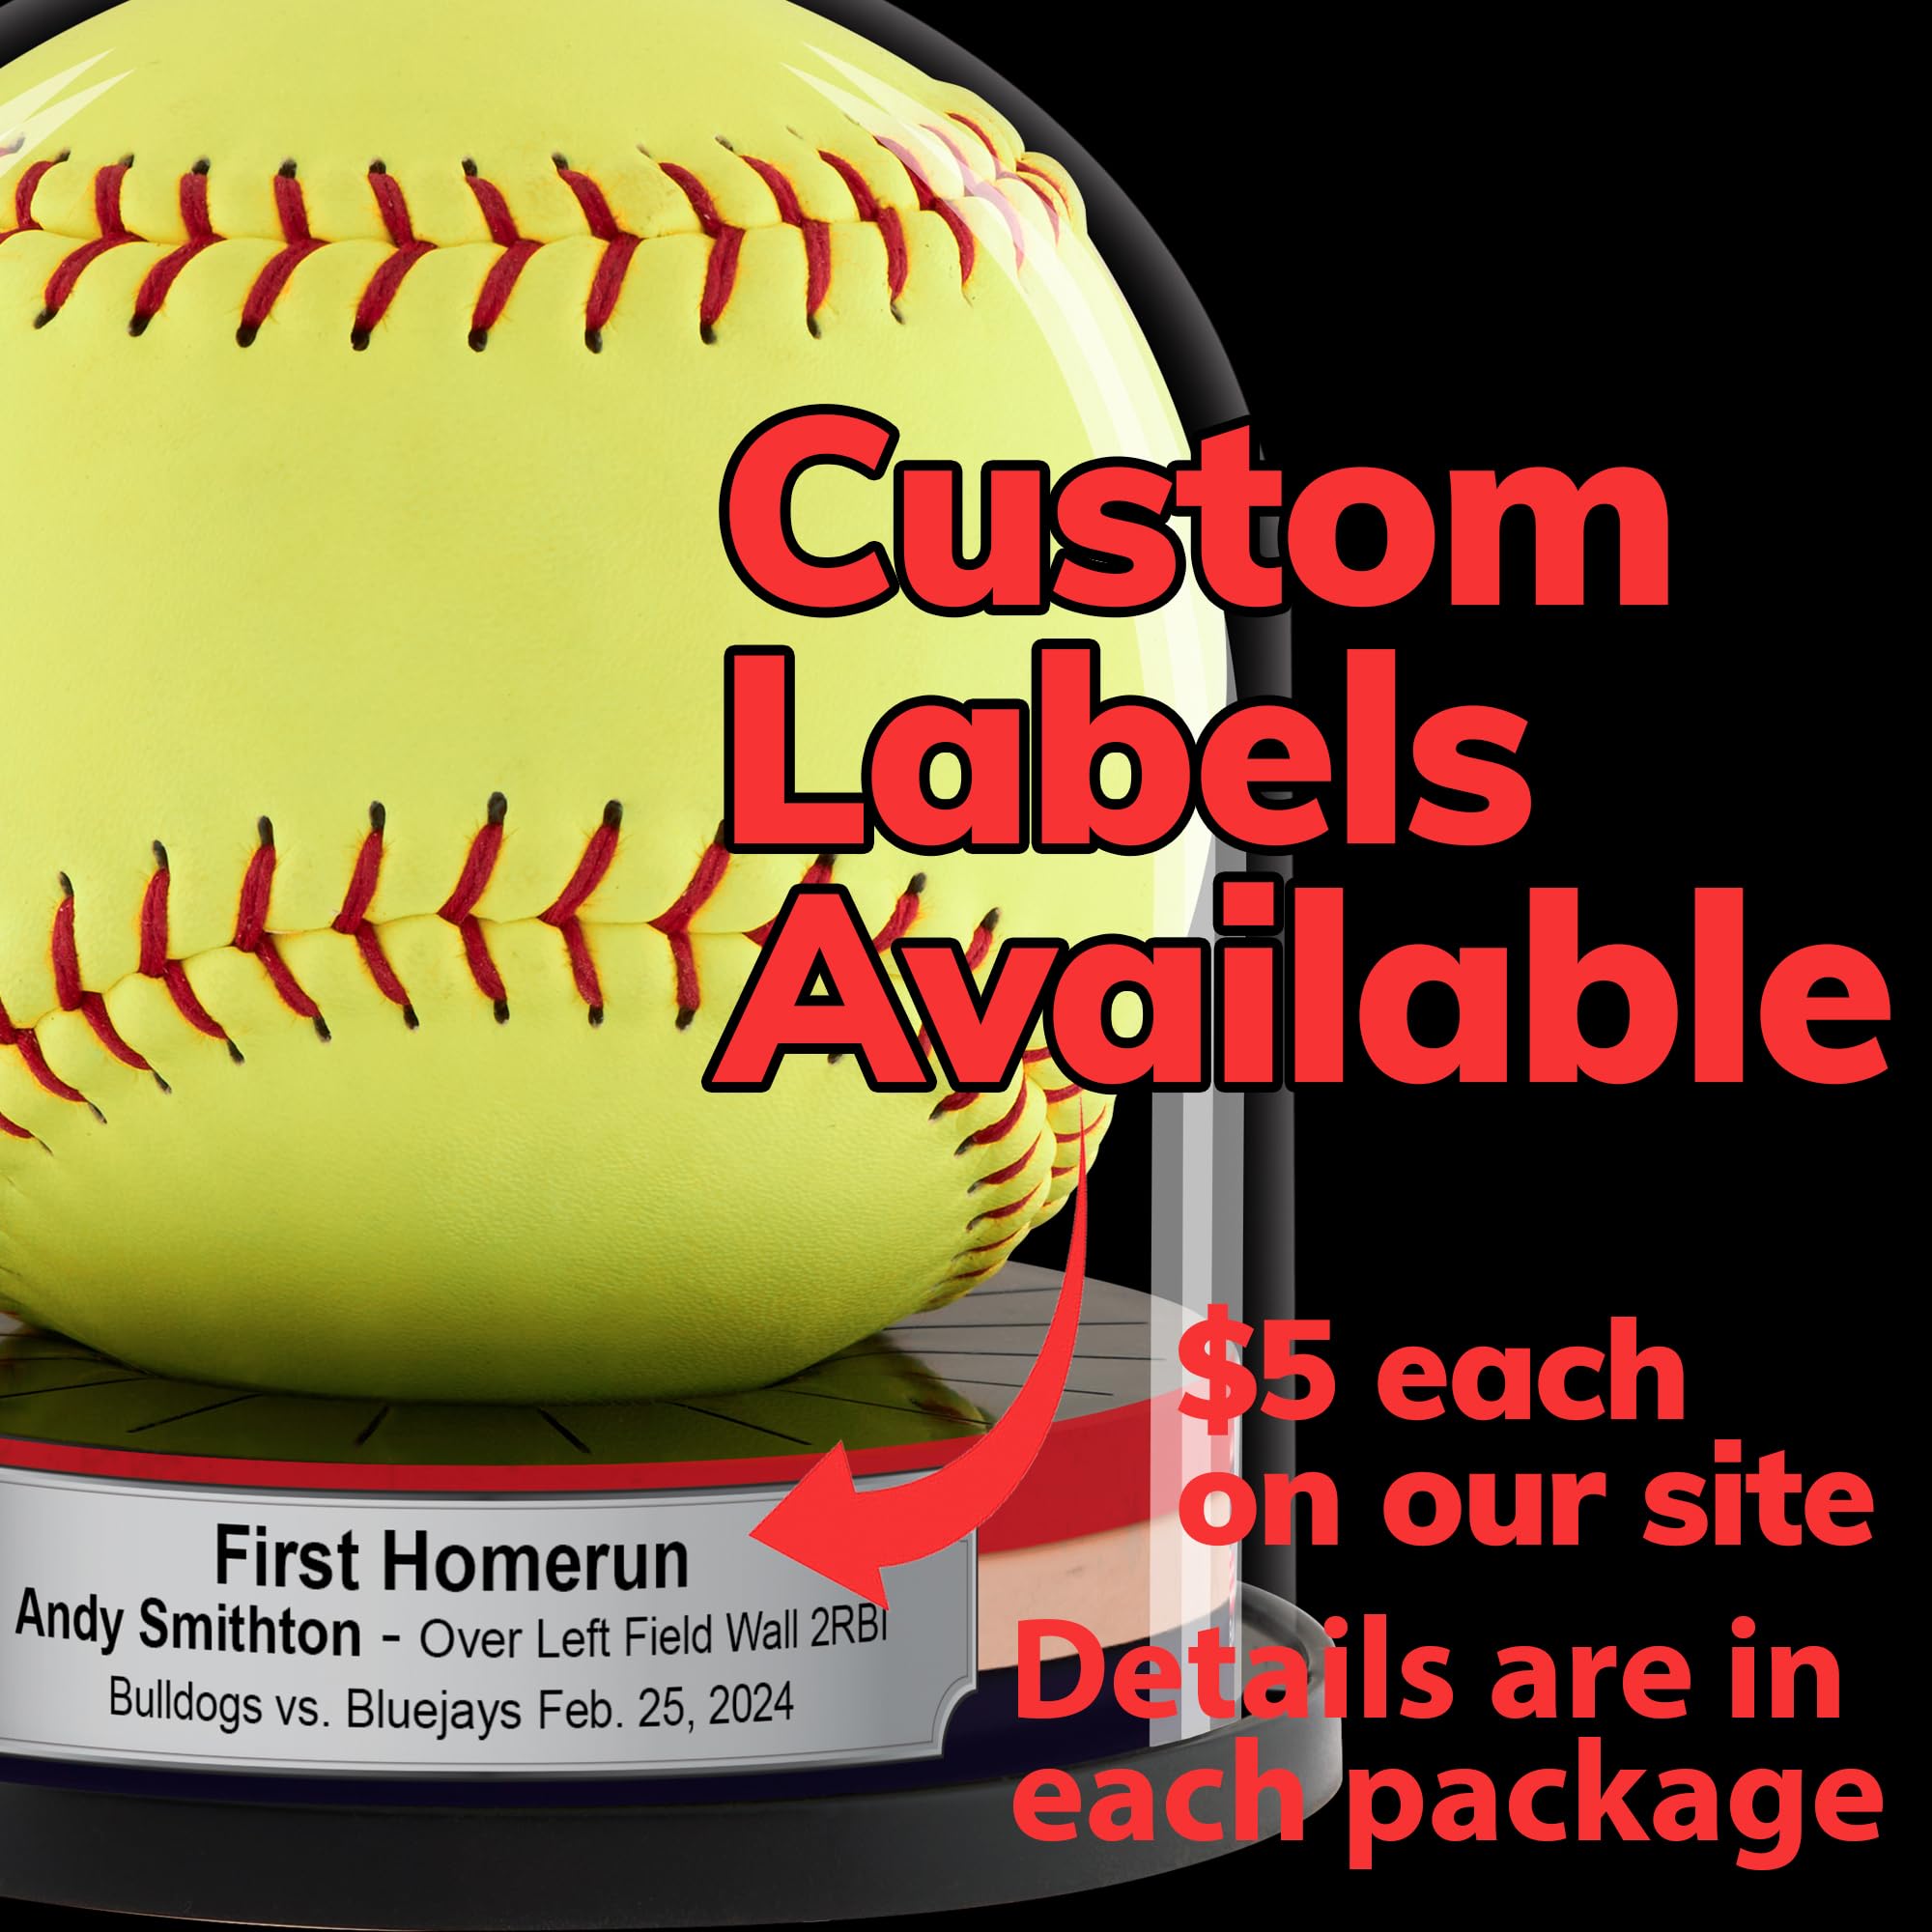 Custom
Labels
Available
$5 each
on our site
First Homerun
Andy Smithton - Over Left Field Wall 2RBI
Bulldogs vs. Bluejays Feb. 25, 2024
Details are in
each package